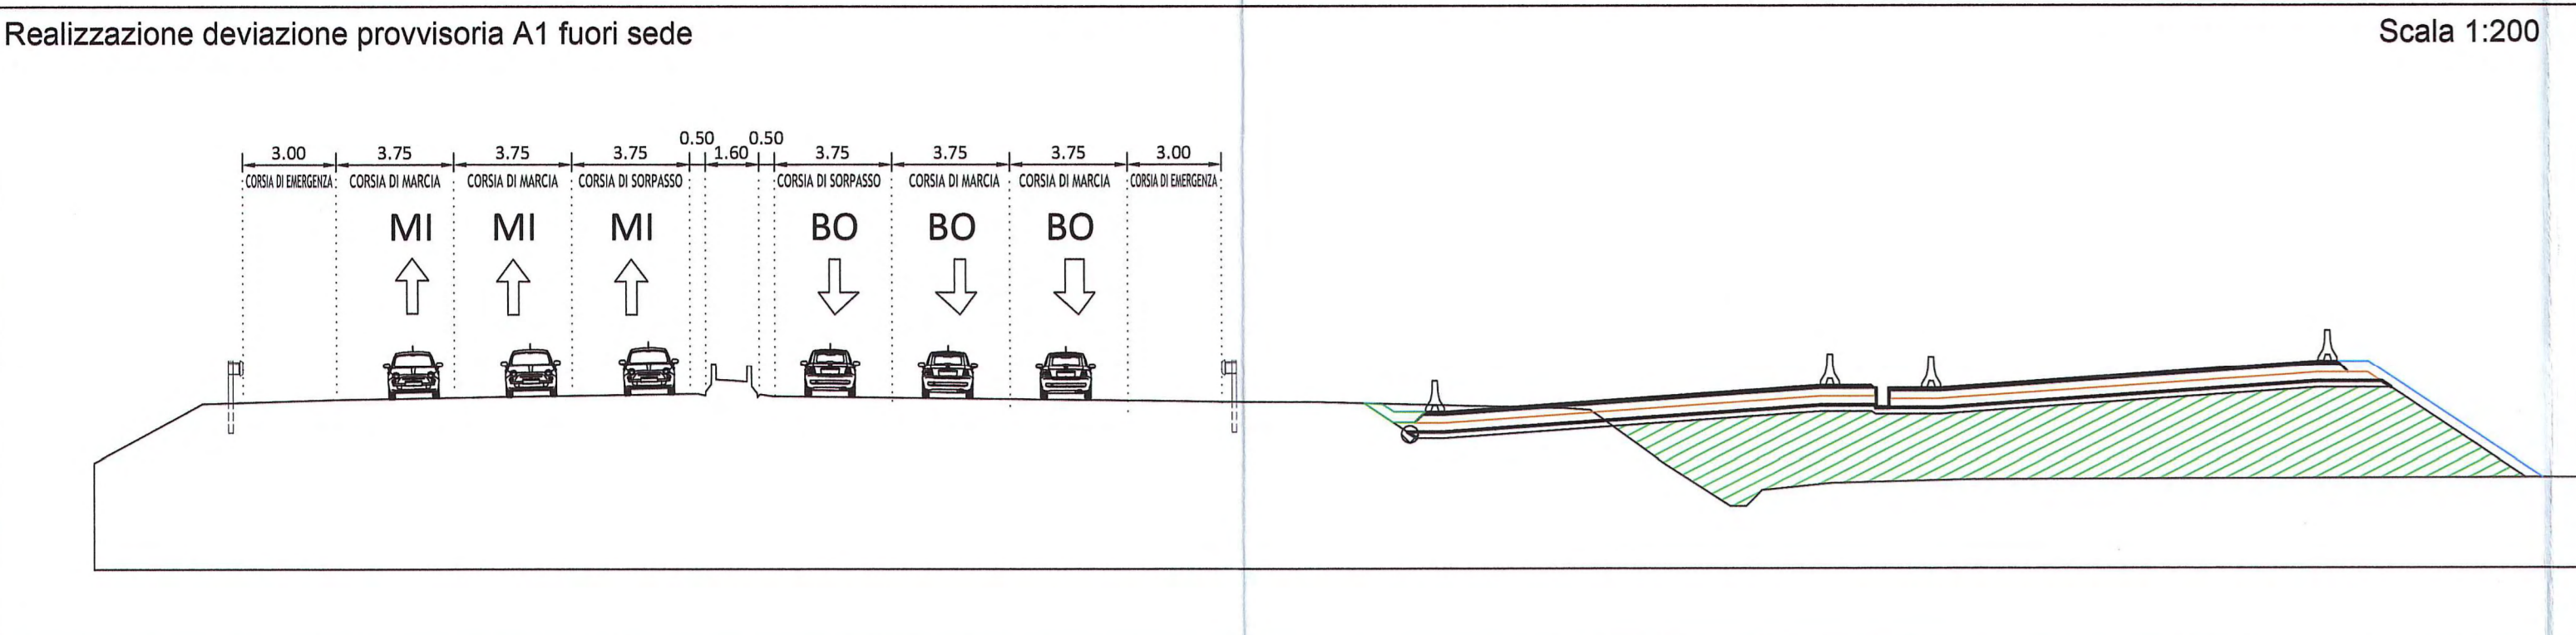 Realizzazione deviazione provvisoria A1 fuori sede
Scala 1:200
3.00 3.75 3.75 3.75 0.50 1.60 0.50 3.75 3.75 3.75 3.00
CORSIA DI EMERGENZA CORSIA DI MARCIA CORSIA DI MARCIA CORSIA DI SORPASSO CORSIA DI SORPASSO CORSIA DI MARCIA CORSIA DI MARCIA CORSIA DI EMERGENZA
MI MI MI BO BO BO